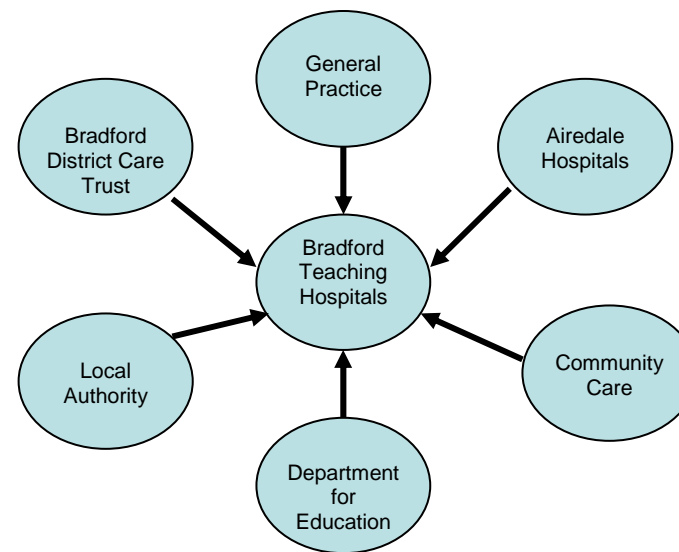 General
Practice
Bradford
District Care
Trust
Airedale
Hospitals
Bradford
Teaching
Hospitals
Local
Authority
Community
Care
Department
for
Education